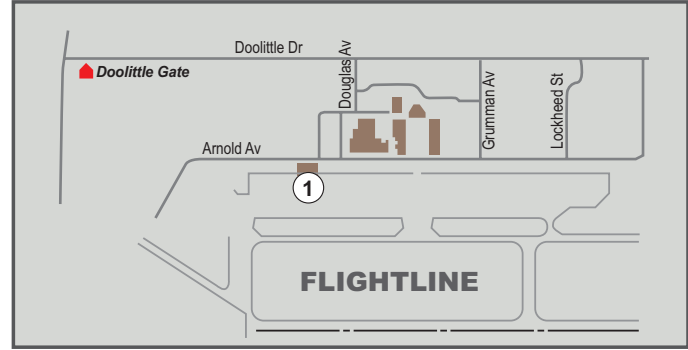 Doolittle Dr
Doolittle Gate
Douglas Av
Grumman Av
Lockheed St
Arnold Av
1
FLIGHTLINE